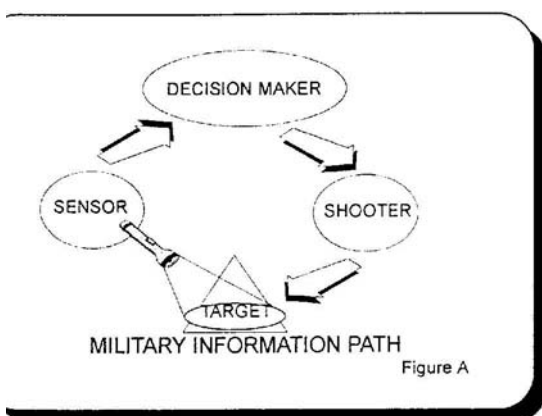 DECISION MAKER
SENSOR
SHOOTER
TARGET
MILITARY INFORMATION PATH
Figure A